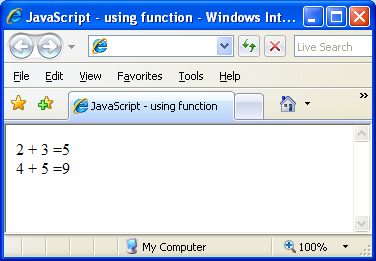 JavaScript - using function - Windows Int...
Live Search
File Edit View Favorites Tools Help
JavaScript - using function
»
2 + 3 =5
4 + 5 =9
My Computer
100%